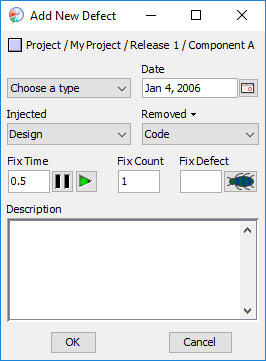 Add New Defect
Project / My Project / Release 1 / Component A
Date
Choose a type Jan 4, 2006
Injected Removed
Design Code
Fix Time Fix Count Fix Defect
0.5 1
Description
OK Cancel